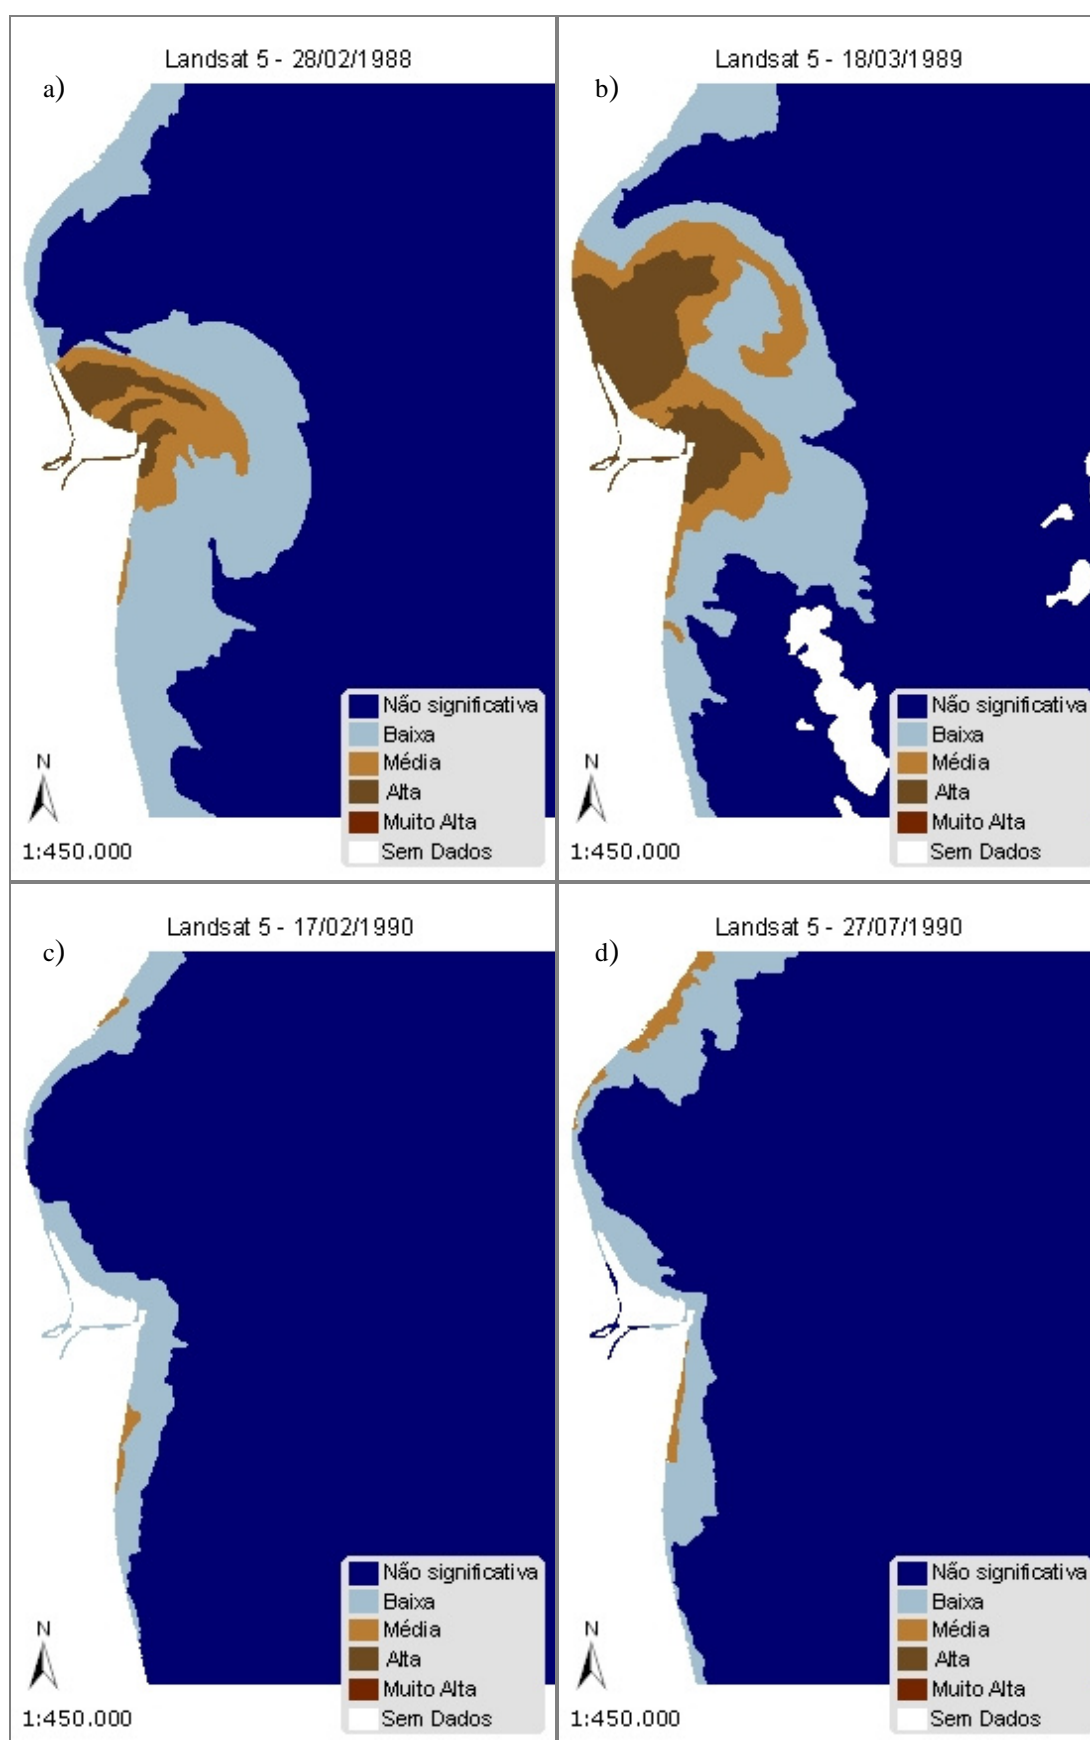 Landsat 5 - 28/02/1988
a)
Não significativa
Baixa
Média
Alta
Muito Alta
Sem Dados
N
1:450.000
Landsat 5 - 18/03/1989
b)
Não significativa
Baixa
Média
Alta
Muito Alta
Sem Dados
N
1:450.000
Landsat 5 - 17/02/1990
c)
Não significativa
Baixa
Média
Alta
Muito Alta
Sem Dados
N
1:450.000
Landsat 5 - 27/07/1990
d)
Não significativa
Baixa
Média
Alta
Muito Alta
Sem Dados
N
1:450.000